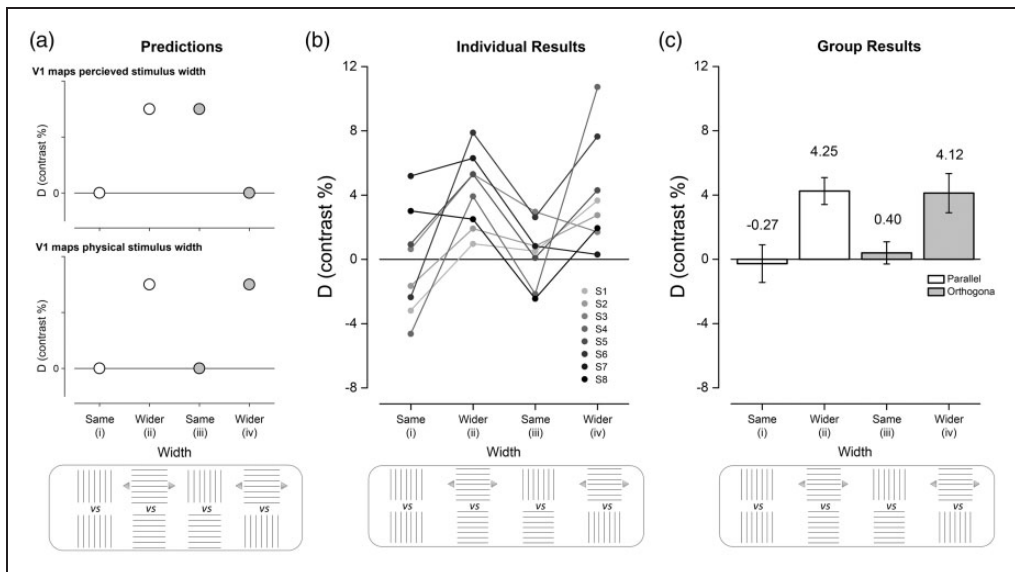 (a)
Predictions
V1 maps percieved stimulus width
D (contrast %)
0
V1 maps physical stimulus width
D (contrast %)
0
Same Wider Same Wider
(i) (ii) (iii) (iv)
Width
vs vs vs vs
(b)
Individual Results
D (contrast %)
12
8
4
0
-4
-8
S1
S2
S3
S4
S5
S6
S7
S8
Same Wider Same Wider
(i) (ii) (iii) (iv)
Width
vs vs vs vs
(c)
Group Results
D (contrast %)
12
8
4
0
-4
-8
-0.27
4.25
0.40
4.12
Parallel
Orthogona
Same Wider Same Wider
(i) (ii) (iii) (iv)
Width
vs vs vs vs